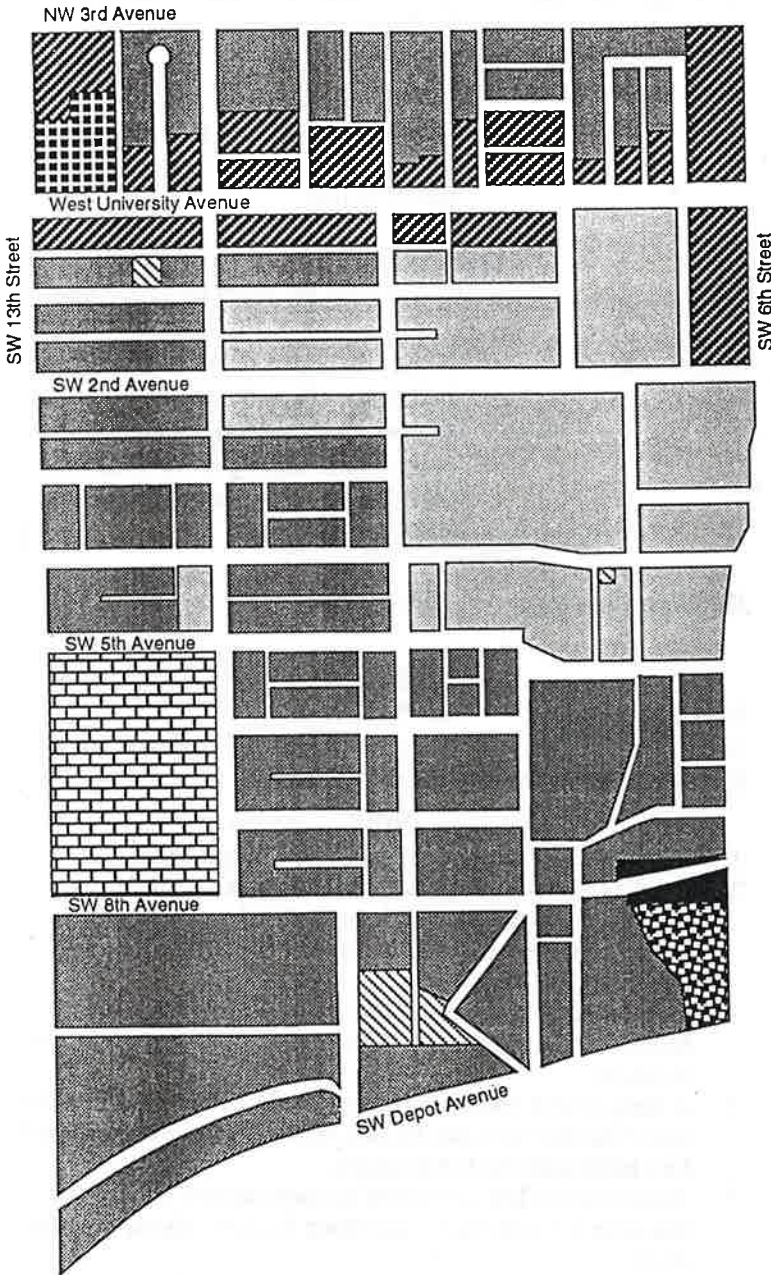 NW 3rd Avenue
West University Avenue
SW 13th Street
SW 6th Street
SW 2nd Avenue
SW 5th Avenue
SW 8th Avenue
SW Depot Avenue